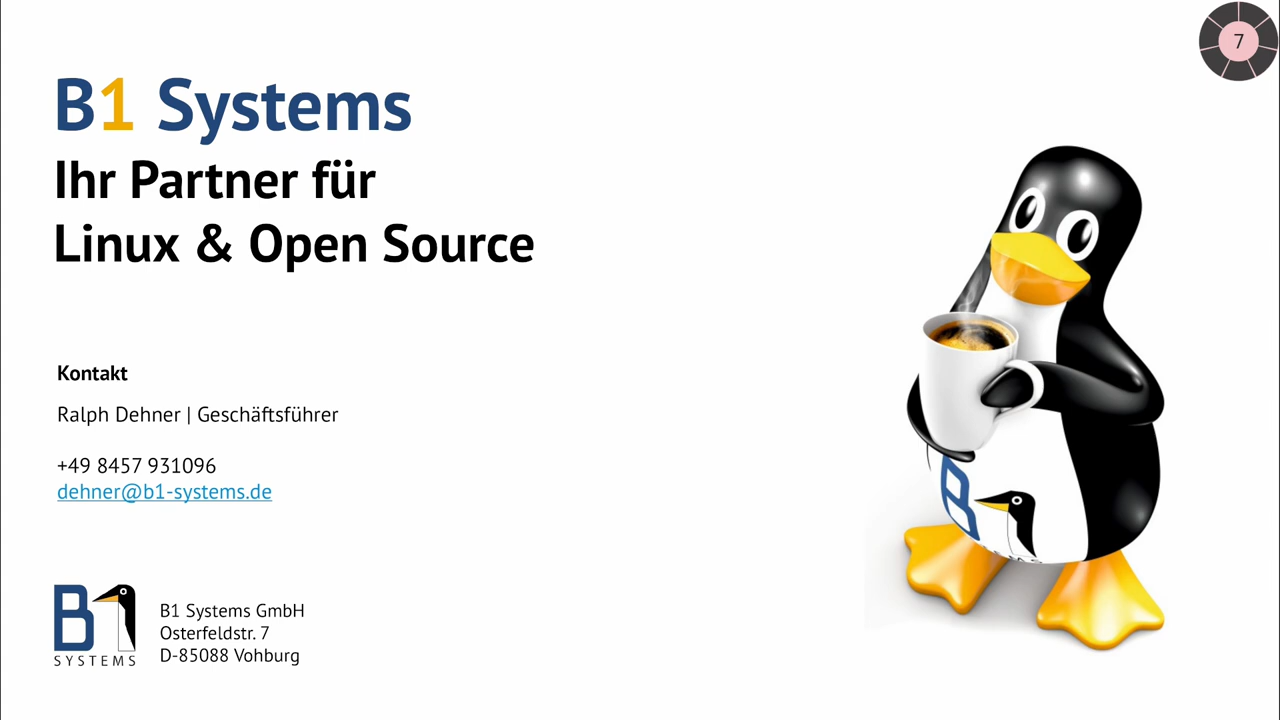 7
B1 Systems
Ihr Partner für
Linux & Open Source
Kontakt
Ralph Dehner | Geschäftsführer
+49 8457 931096
dehner@b1-systems.de
B1
SYSTEMS
B1 Systems GmbH
Osterfeldstr. 7
D-85088 Vohburg